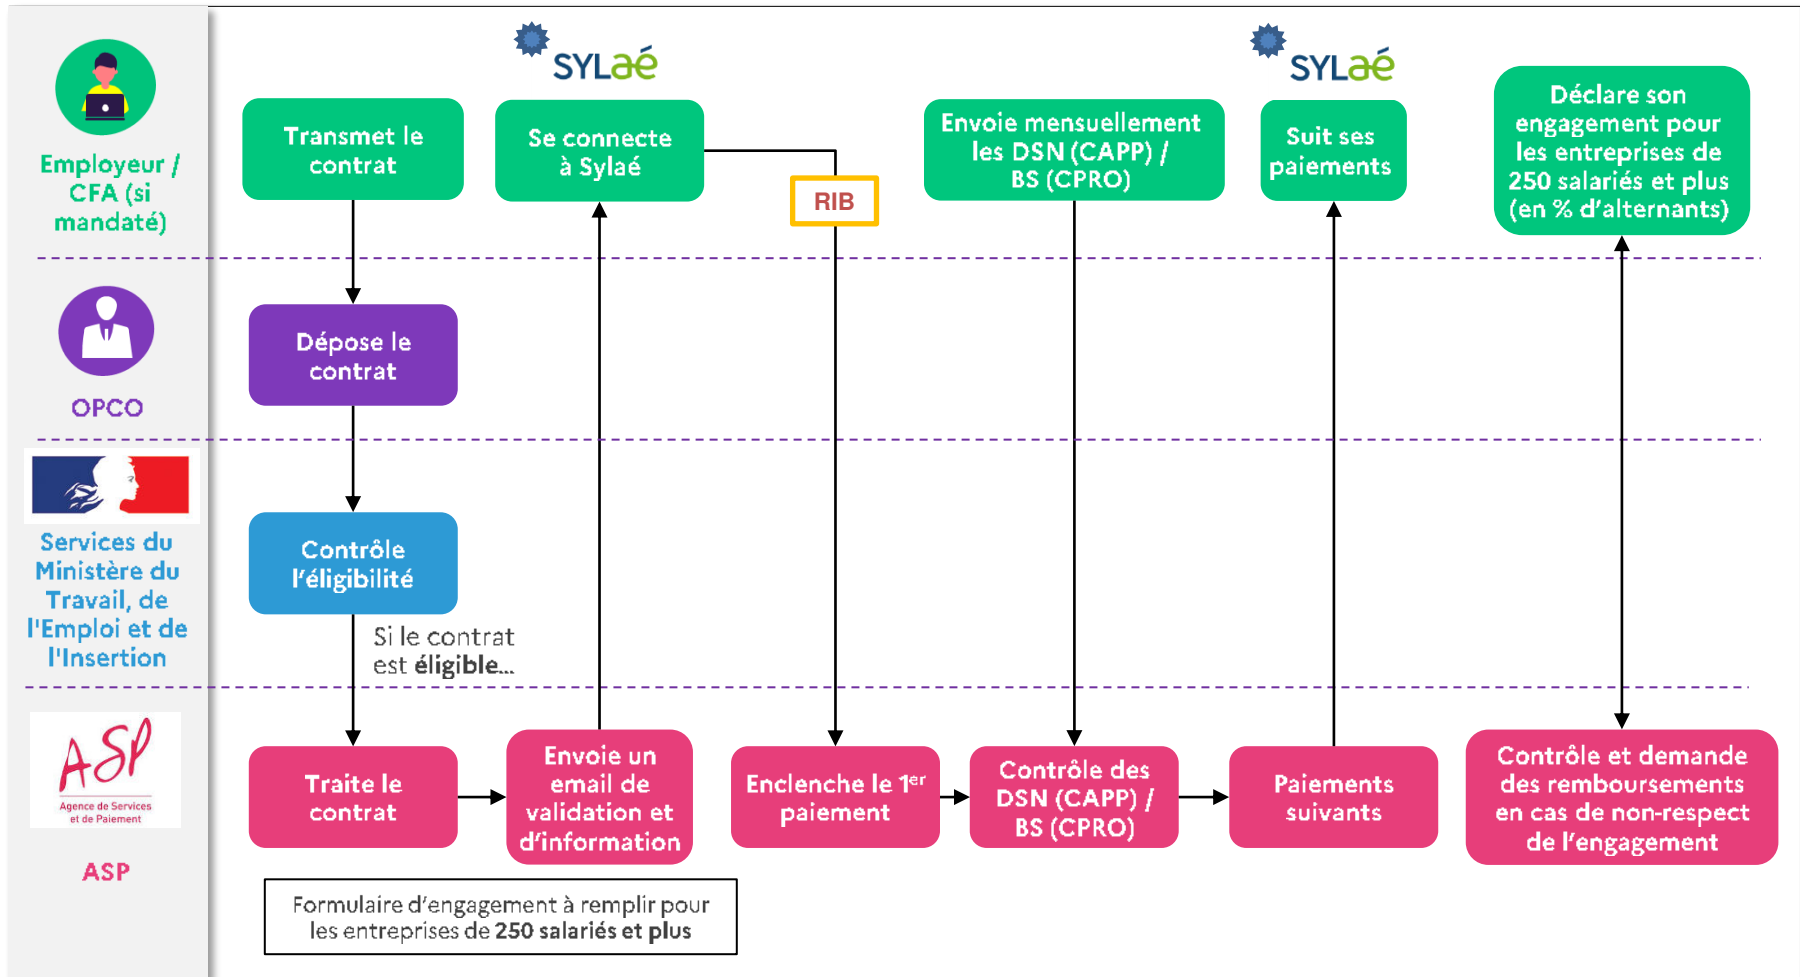 SYLaé
SYLaé
Employeur /
CFA (si
mandaté)
Transmet le
contrat
Se connecte
à Sylaé
RIB
Envoie mensuellement
les DSN (CAPP) /
BS (CPRO)
Suit ses
paiements
Déclare son
engagement pour
les entreprises de
250 salariés et plus
(en % d'alternants)
OPCO
Dépose le
contrat
Services du
Ministère du
Travail, de
l'Emploi et de
l'Insertion
Contrôle
l'éligibilité
Si le contrat
est éligible...
ASP
Agence de Services
et de Paiement
ASP
Traite le
contrat
Envoie un
email de
validation et
d'information
Enclenche le 1er
paiement
Contrôle des
DSN (CAPP) /
BS (CPRO)
Paiements
suivants
Contrôle et demande
des remboursements
en cas de non-respect
de l'engagement
Formulaire d'engagement à remplir pour
les entreprises de 250 salariés et plus